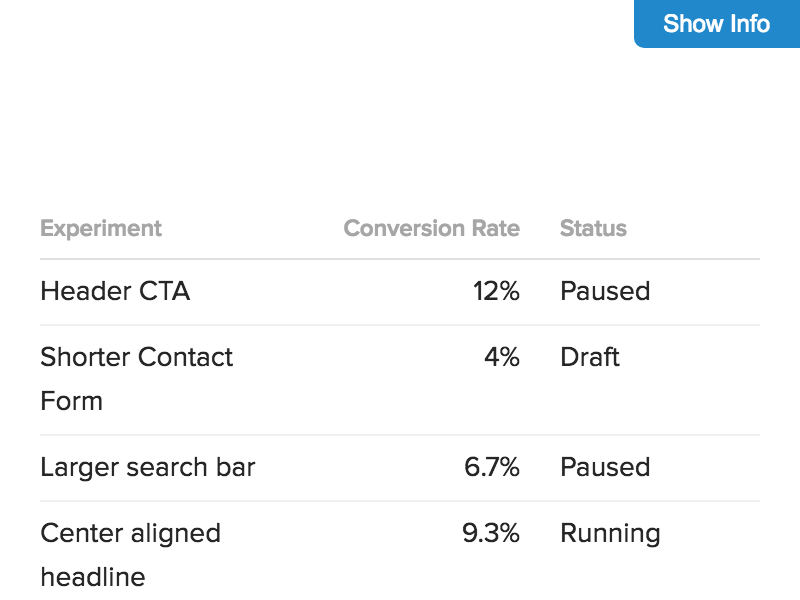 Show Info
Experiment Conversion Rate Status
Header CTA 12% Paused
Shorter Contact 4% Draft
Form
Larger search bar 6.7% Paused
Center aligned 9.3% Running
headline